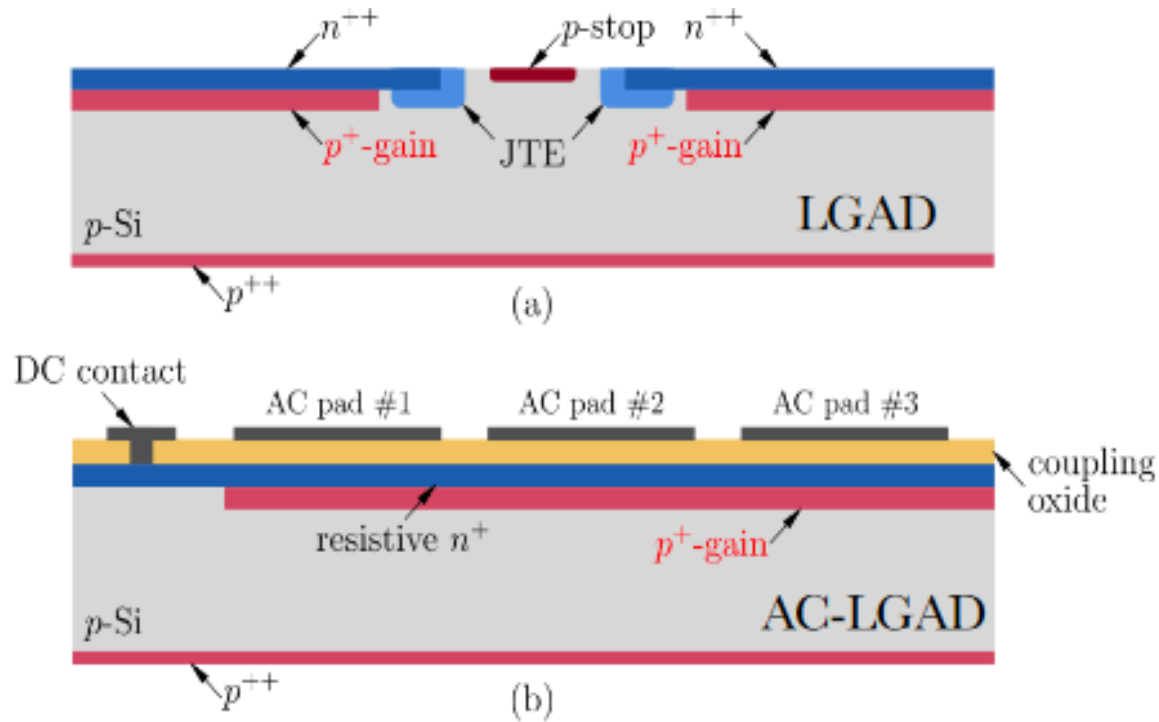 n++ p-stop n++
p+-gain JTE p+-gain
p-Si LGAD
p++
(a)
DC contact
AC pad #1 AC pad #2 AC pad #3
coupling
oxide
resistive n+ p+-gain
p-Si AC-LGAD
p++
(b)